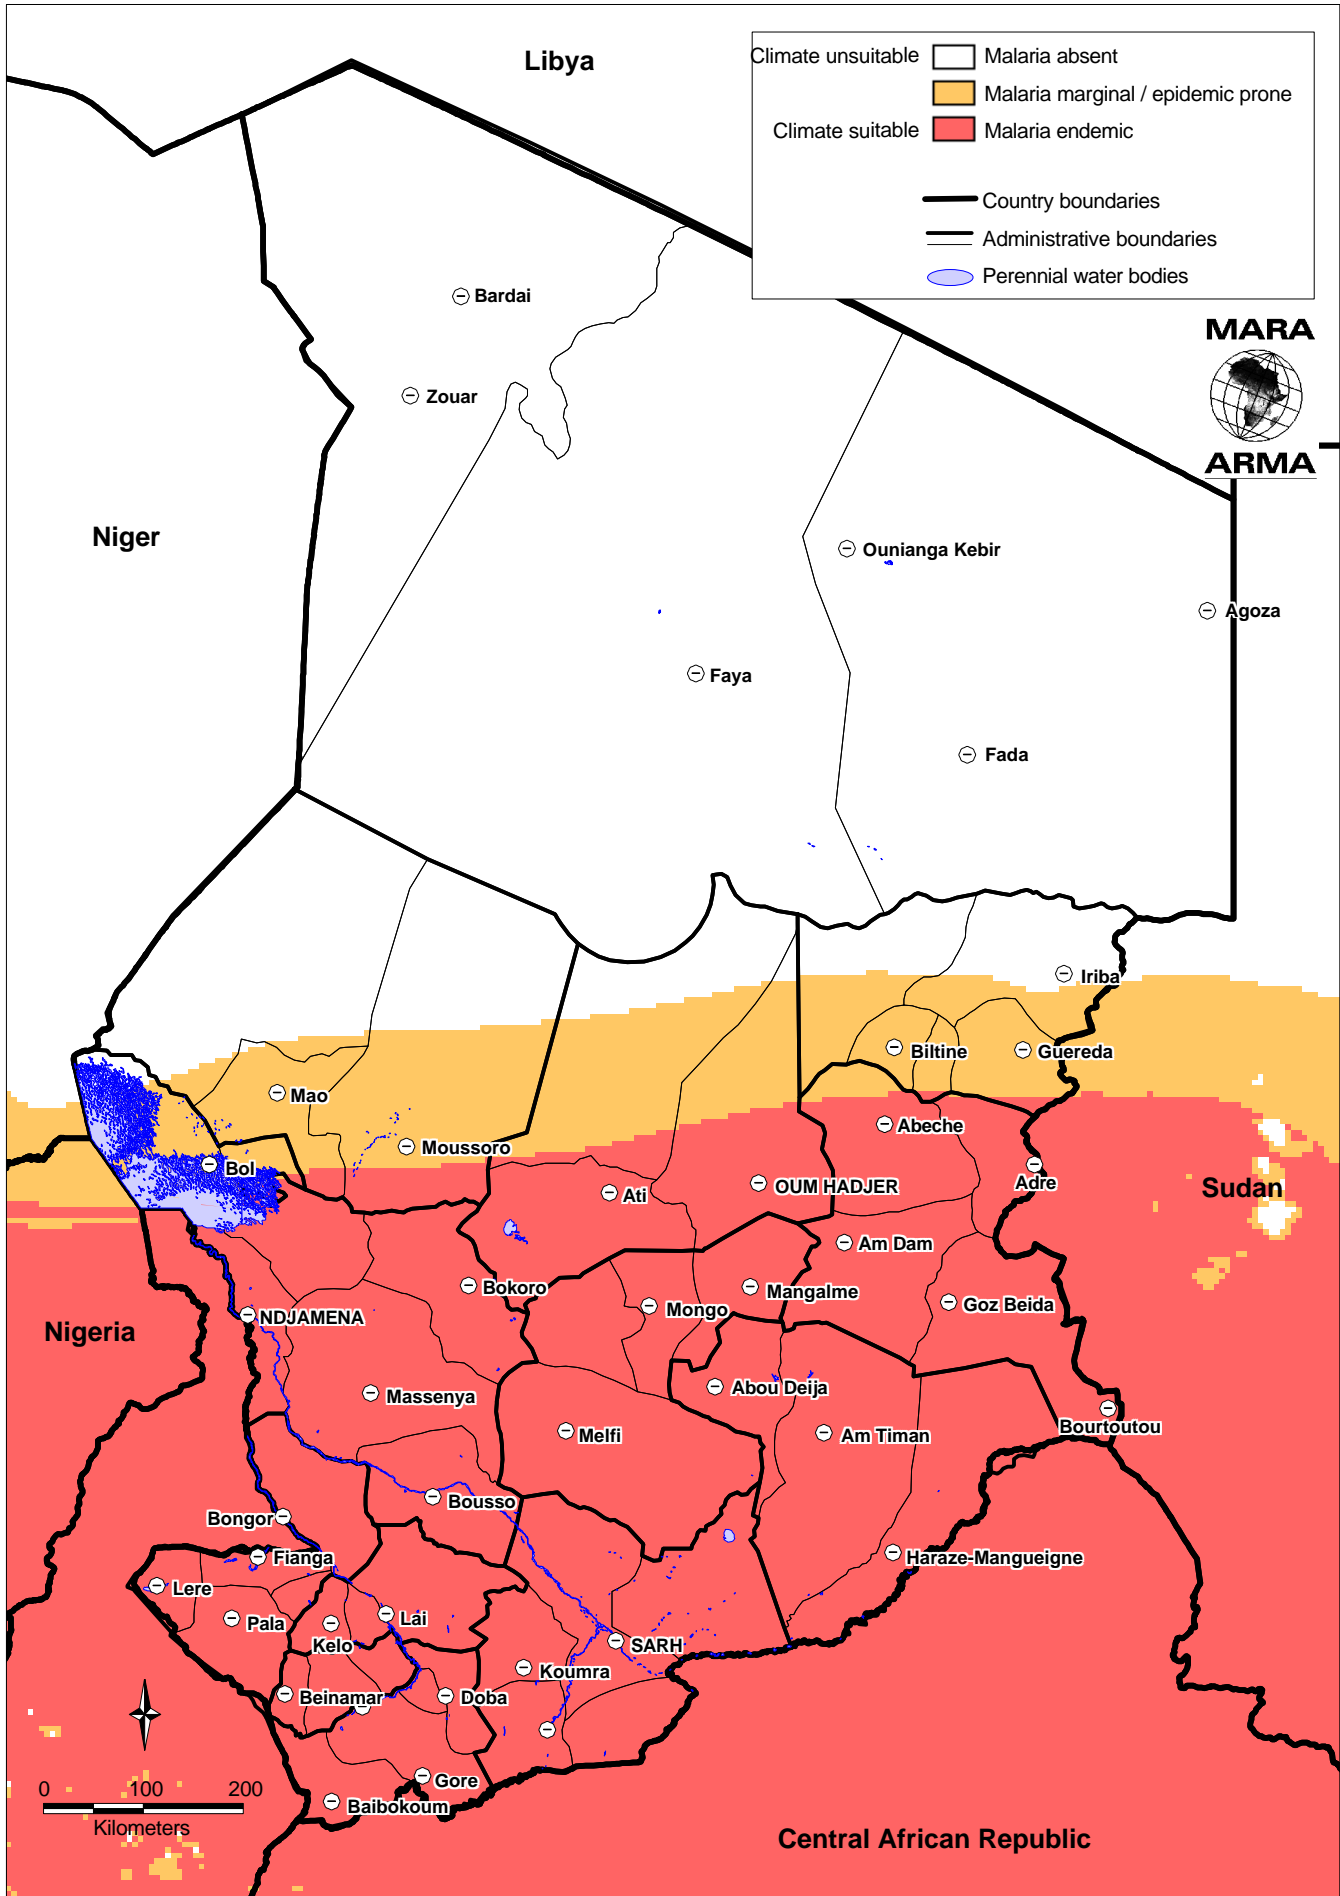 Libya
Climate unsuitable
Malaria absent
Malaria marginal / epidemic prone
Climate suitable
Malaria endemic
Country boundaries
Administrative boundaries
Perennial water bodies
MARA
ARMA
Bardai
Zouar
Niger
Ounianga Kebir
Agoza
Faya
Fada
Iriba
Biltine
Guereda
Mao
Abeche
Moussoro
Bol
Adre
Sudan
OUM HADJER
Ati
Am Dam
Bokoro
Mangalme
Goz Beida
Mongo
NDJAMENA
Nigeria
Abou Deija
Massenya
Bourtoutou
Melfi
Am Timan
Bousso
Bongor
Fianga
Haraze-Mangueigne
Lere
Pala
Lai
Kelo
SARH
Koumra
Beinamar
Doba
Gore
0 100 200
Kilometers
Baibokoum
Central African Republic